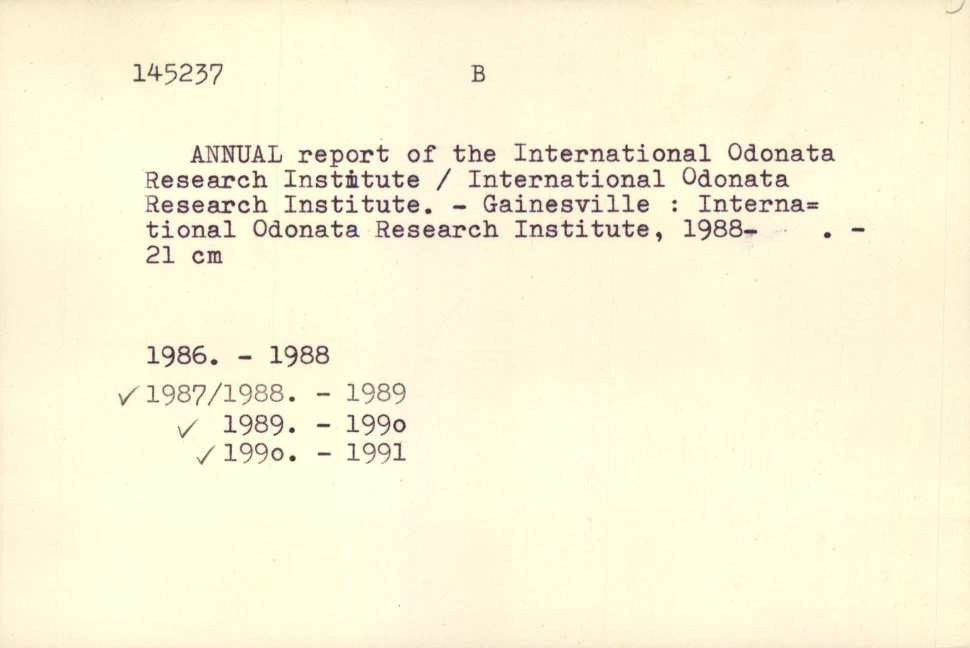 145237 B
ANNUAL report of the International Odonata
Research Institute / International Odonata
Research Institute. - Gainesville : Interna=
tional Odonata Research Institute, 1988- . -
21 cm
1986. - 1988
✓ 1987/1988. - 1989
✓ 1989. - 199o
✓ 199o. - 1991